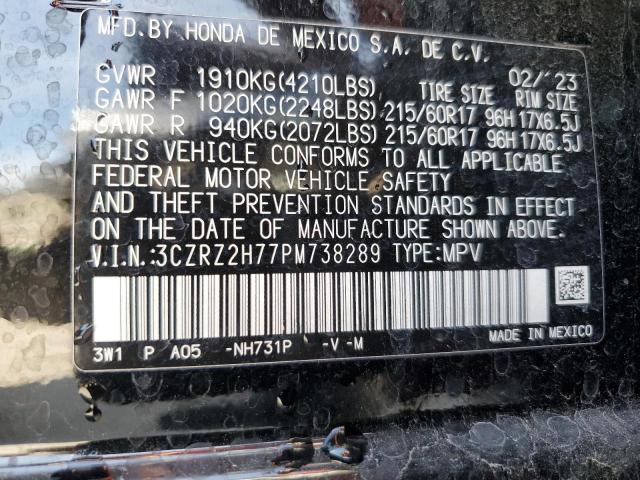 MFD.BY HONDA DE MEXICO S.A. DE C.V.
GVWR 1910KG(4210LBS) 02/'23
TIRE SIZE RIM SIZE
GAWR F 1020KG(2248LBS) 215/60R17 96H 17X6.5J
GAWR R 940KG(2072LBS) 215/60R17 96H 17X6.5J
THIS VEHICLE CONFORMS TO ALL APPLICABLE
FEDERAL MOTOR VEHICLE SAFETY
AND THEFT PREVENTION STANDARDS IN EFFECT
ON THE DATE OF MANUFACTURE SHOWN ABOVE.
V.I.N.:3CZRZ2H77PM738289 TYPE:MPV
MADE IN MEXICO
3W1 P A05 -NH731P -V -M